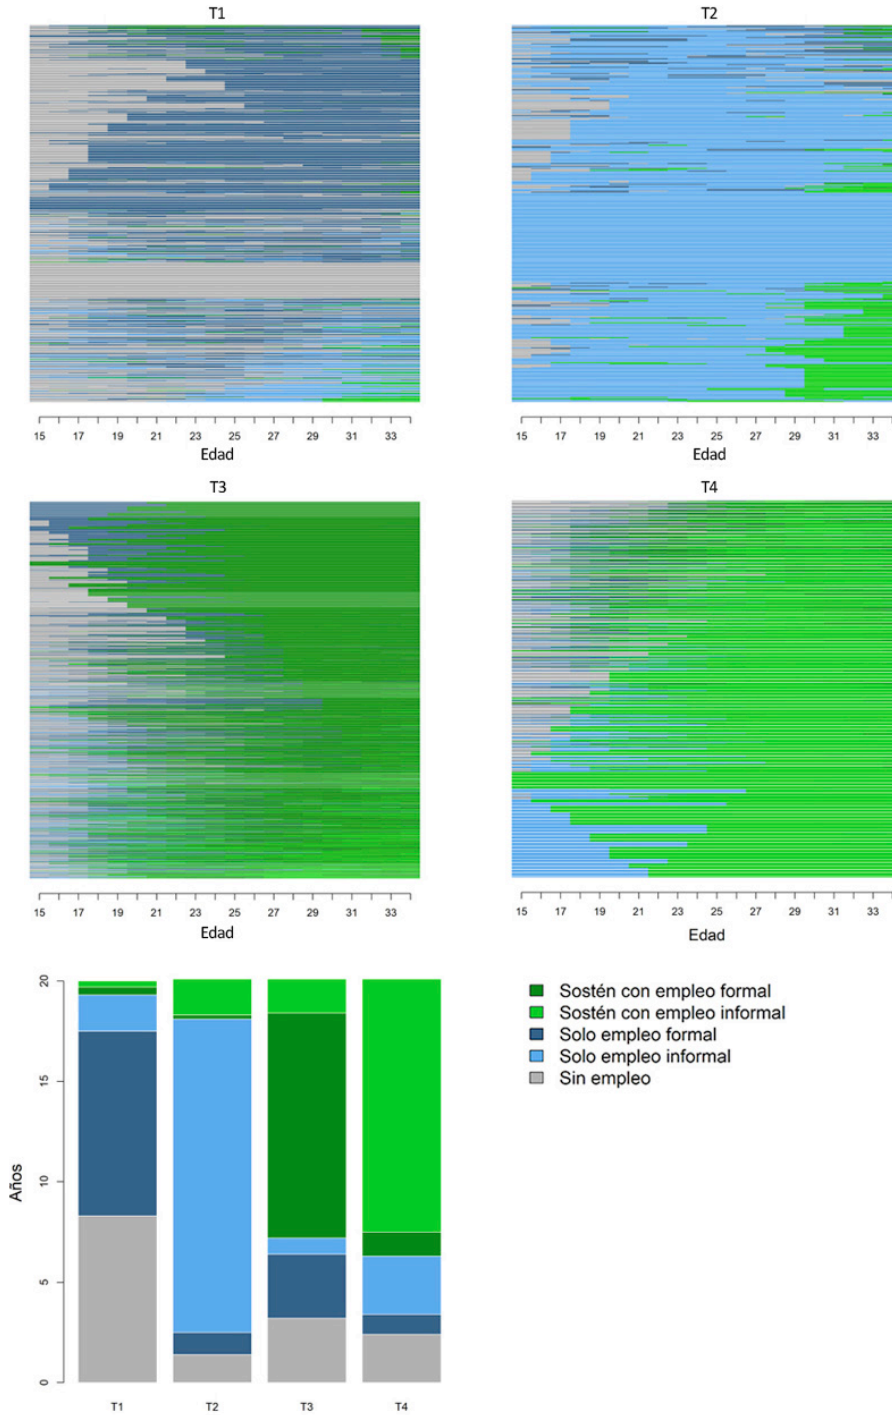 T1
15 17 19 21 23 25 27 29 31 33
Edad
T2
15 17 19 21 23 25 27 29 31 33
Edad
T3
15 17 19 21 23 25 27 29 31 33
Edad
T4
15 17 19 21 23 25 27 29 31 33
Edad
Años
20
15
10
5
0
T1 T2 T3 T4
Sostén con empleo formal
Sostén con empleo informal
Solo empleo formal
Solo empleo informal
Sin empleo